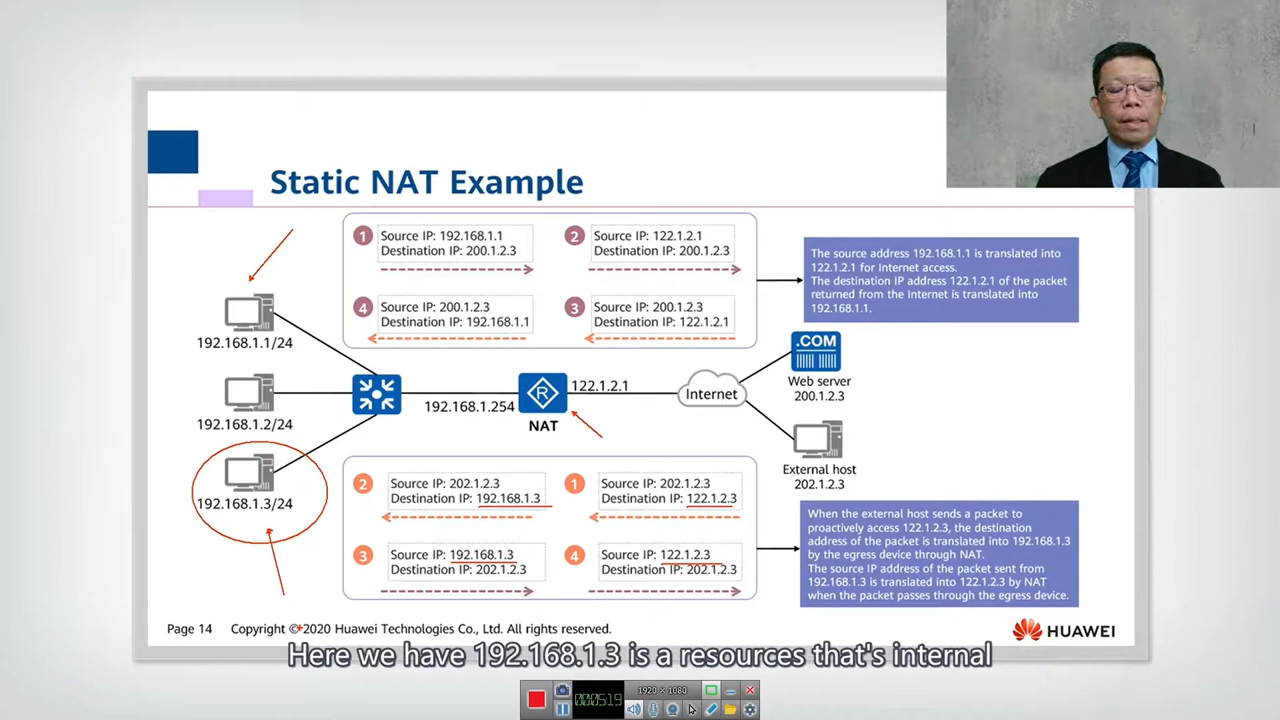 Static NAT Example
1
Source IP: 192.168.1.1
Destination IP: 200.1.2.3
2
Source IP: 122.1.2.1
Destination IP: 200.1.2.3
4
Source IP: 200.1.2.3
Destination IP: 192.168.1.1
3
Source IP: 200.1.2.3
Destination IP: 122.1.2.1
The source address 192.168.1.1 is translated into
122.1.2.1 for Internet access.
The destination IP address 122.1.2.1 of the packet
returned from the Internet is translated into
192.168.1.1.
192.168.1.1/24
192.168.1.2/24
192.168.1.3/24
192.168.1.254
R
NAT
122.1.2.1
Internet
.COM
Web server
200.1.2.3
External host
202.1.2.3
2
Source IP: 202.1.2.3
Destination IP: 192.168.1.3
1
Source IP: 202.1.2.3
Destination IP: 122.1.2.3
3
Source IP: 192.168.1.3
Destination IP: 202.1.2.3
4
Source IP: 122.1.2.3
Destination IP: 202.1.2.3
When the external host sends a packet to
proactively access 122.1.2.3, the destination
address of the packet is translated into 192.168.1.3
by the egress device through NAT.
The source IP address of the packet sent from
192.168.1.3 is translated into 122.1.2.3 by NAT
when the packet passes through the egress device.
Page 14 Copyright © 2020 Huawei Technologies Co., Ltd. All rights reserved.
HUAWEI
Here we have 192.168.1.3 is a resources that's internal
000:05:19
1920 × 1080